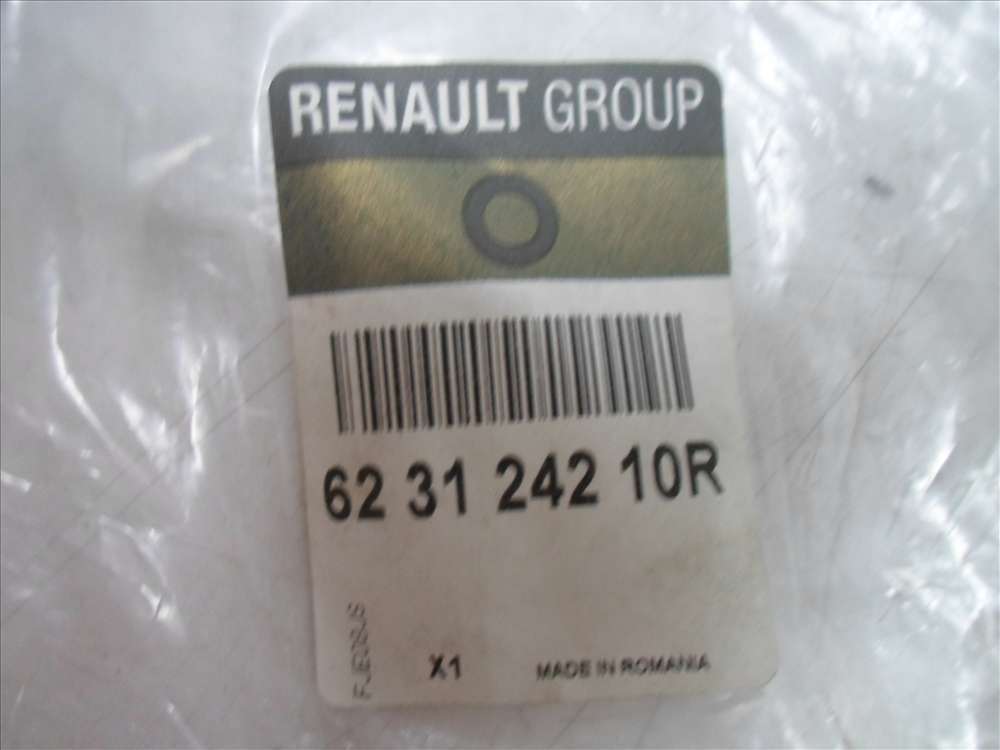 RENAULT GROUP
62 31 242 10R
X1
MADE IN ROMANIA